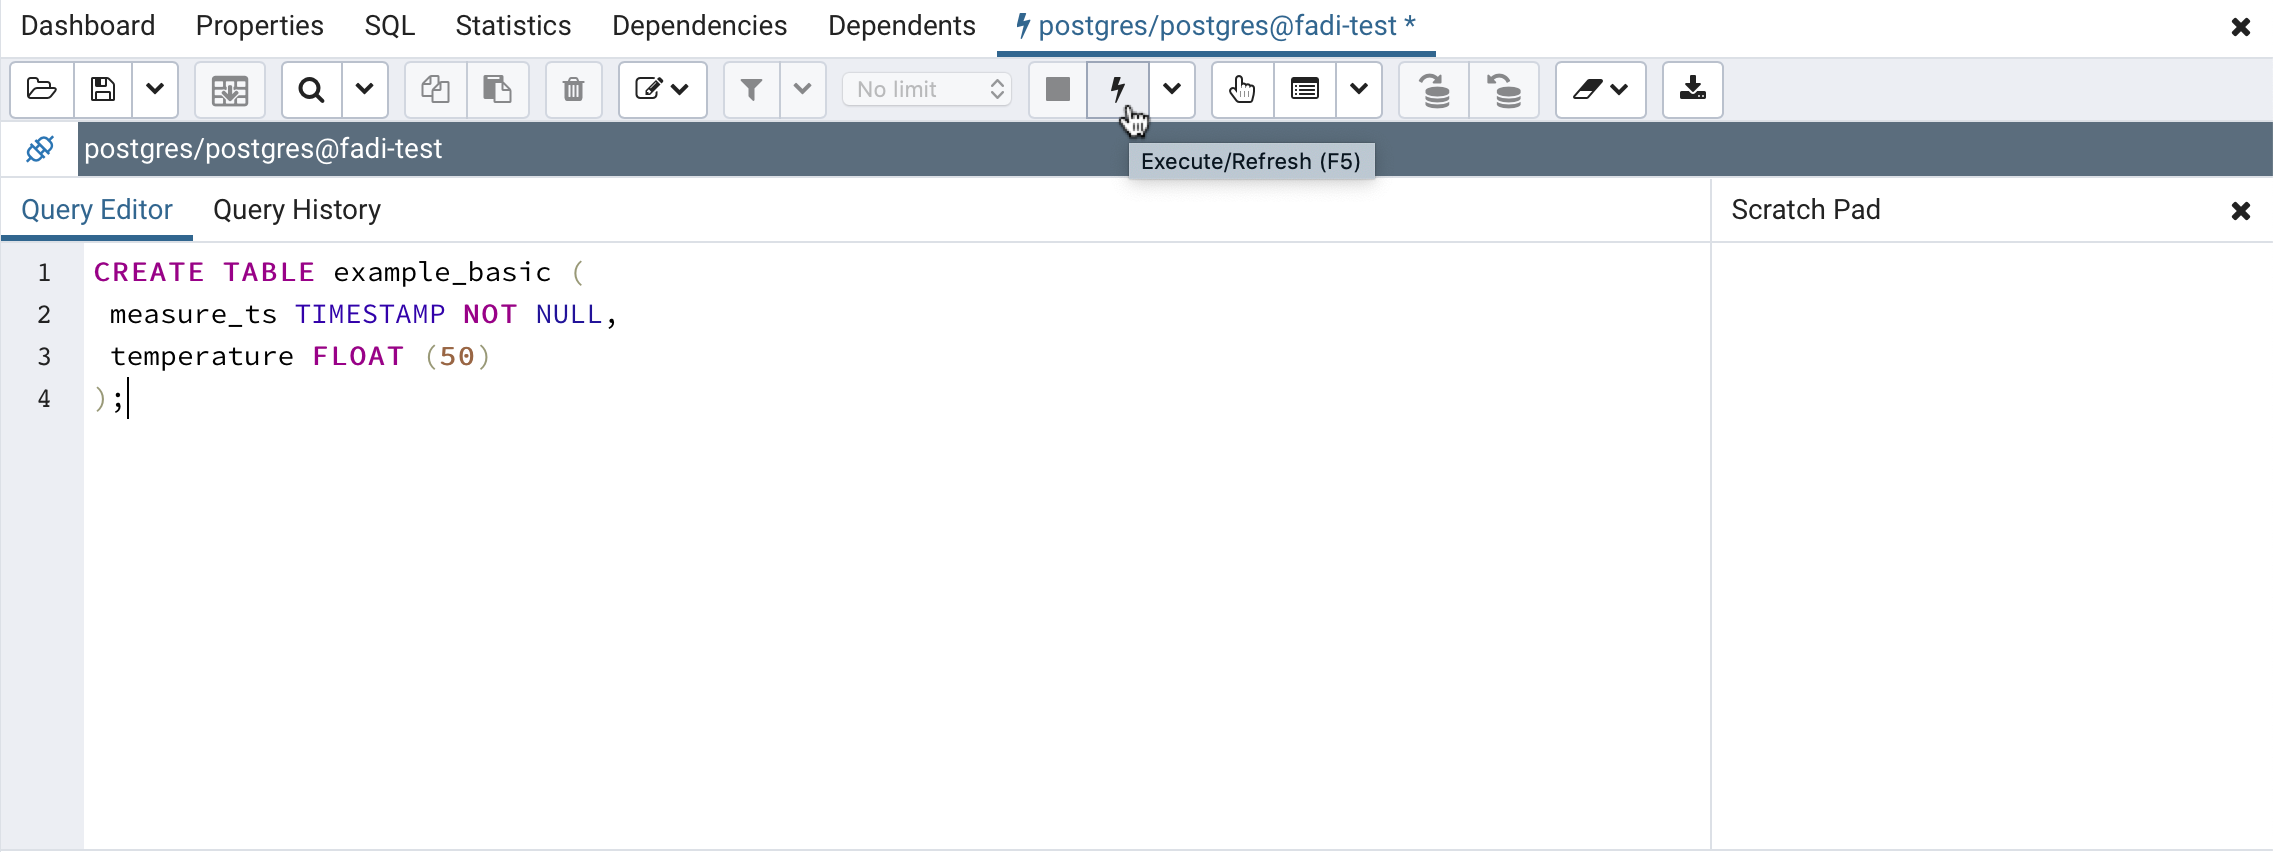 Dashboard Properties SQL Statistics Dependencies Dependents postgres/postgres@fadi-test *
No limit
postgres/postgres@fadi-test
Execute/Refresh (F5)
Query Editor Query History Scratch Pad
1 CREATE TABLE example_basic (
2 measure_ts TIMESTAMP NOT NULL,
3 temperature FLOAT (50)
4 );